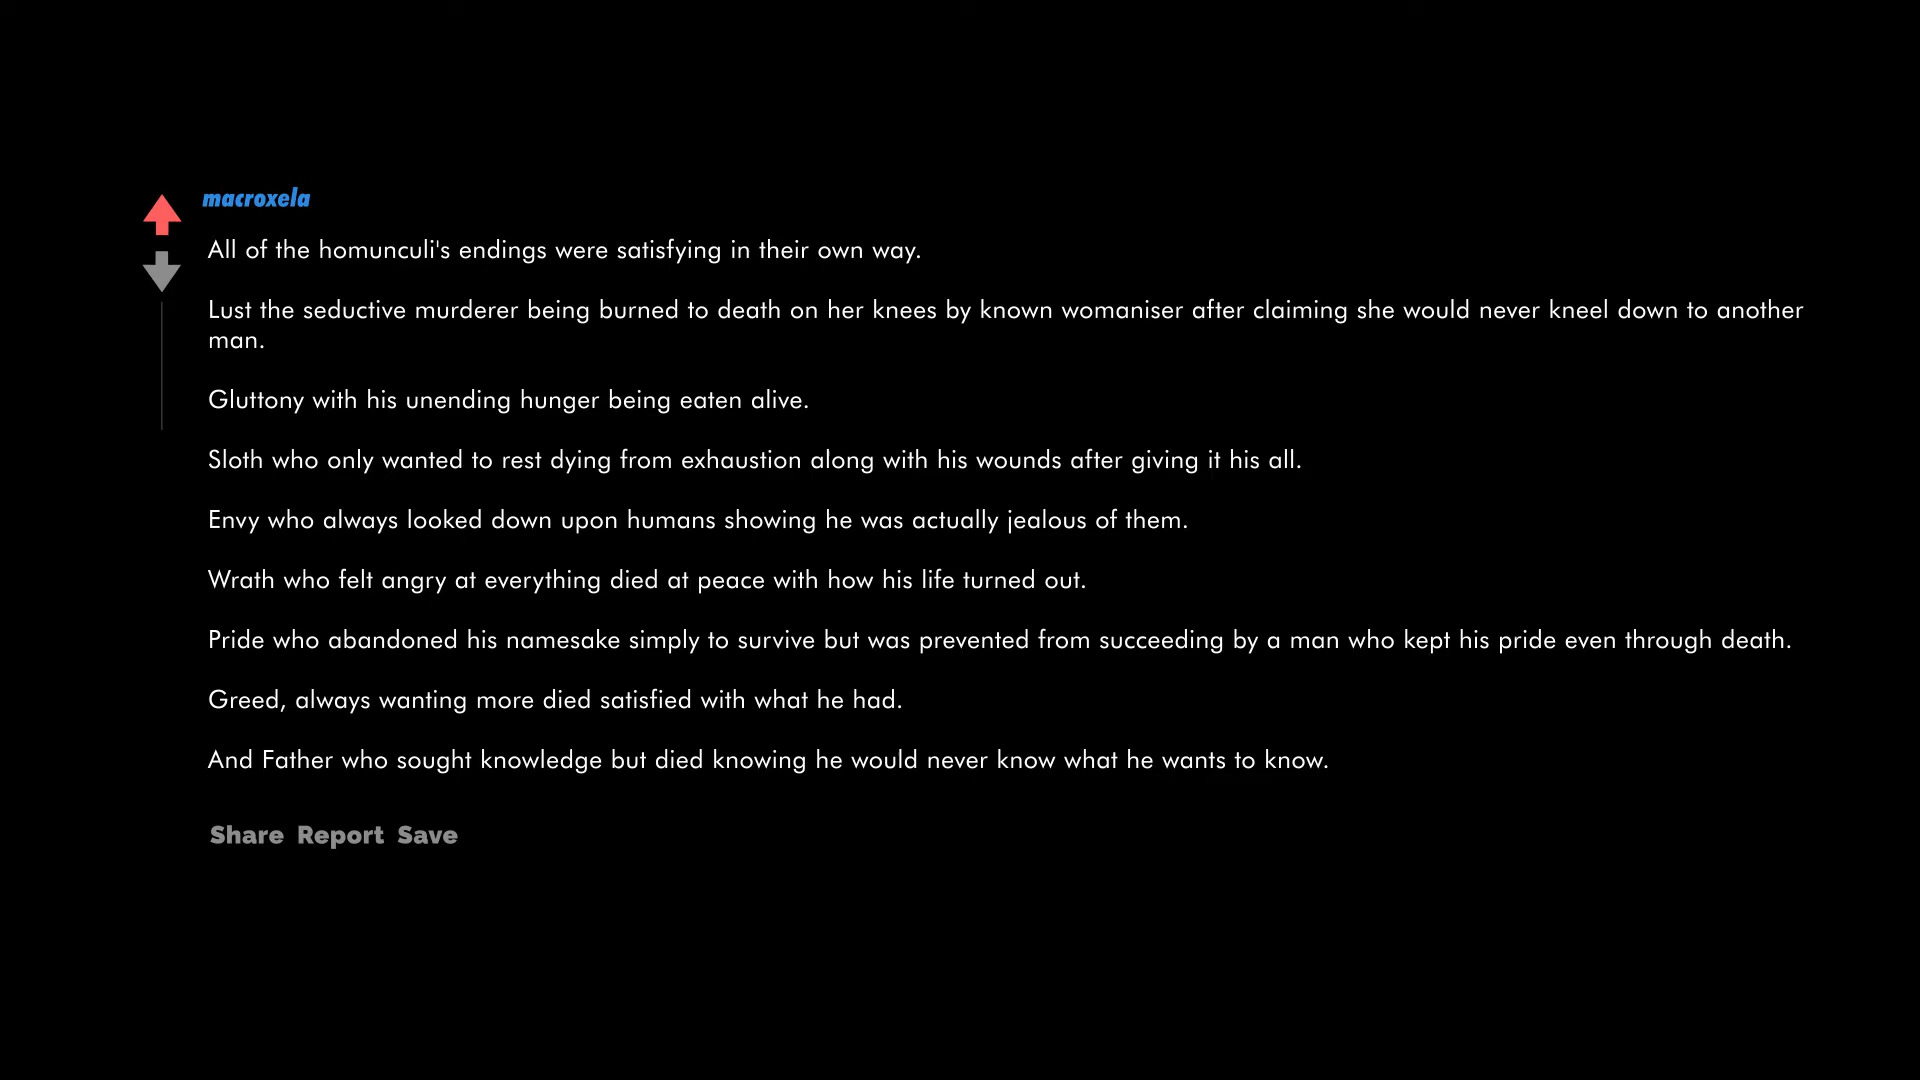 macroxela
All of the homunculi's endings were satisfying in their own way.
Lust the seductive murderer being burned to death on her knees by known womaniser after claiming she would never kneel down to another
man.
Gluttony with his unending hunger being eaten alive.
Sloth who only wanted to rest dying from exhaustion along with his wounds after giving it his all.
Envy who always looked down upon humans showing he was actually jealous of them.
Wrath who felt angry at everything died at peace with how his life turned out.
Pride who abandoned his namesake simply to survive but was prevented from succeeding by a man who kept his pride even through death.
Greed, always wanting more died satisfied with what he had.
And Father who sought knowledge but died knowing he would never know what he wants to know.
Share Report Save